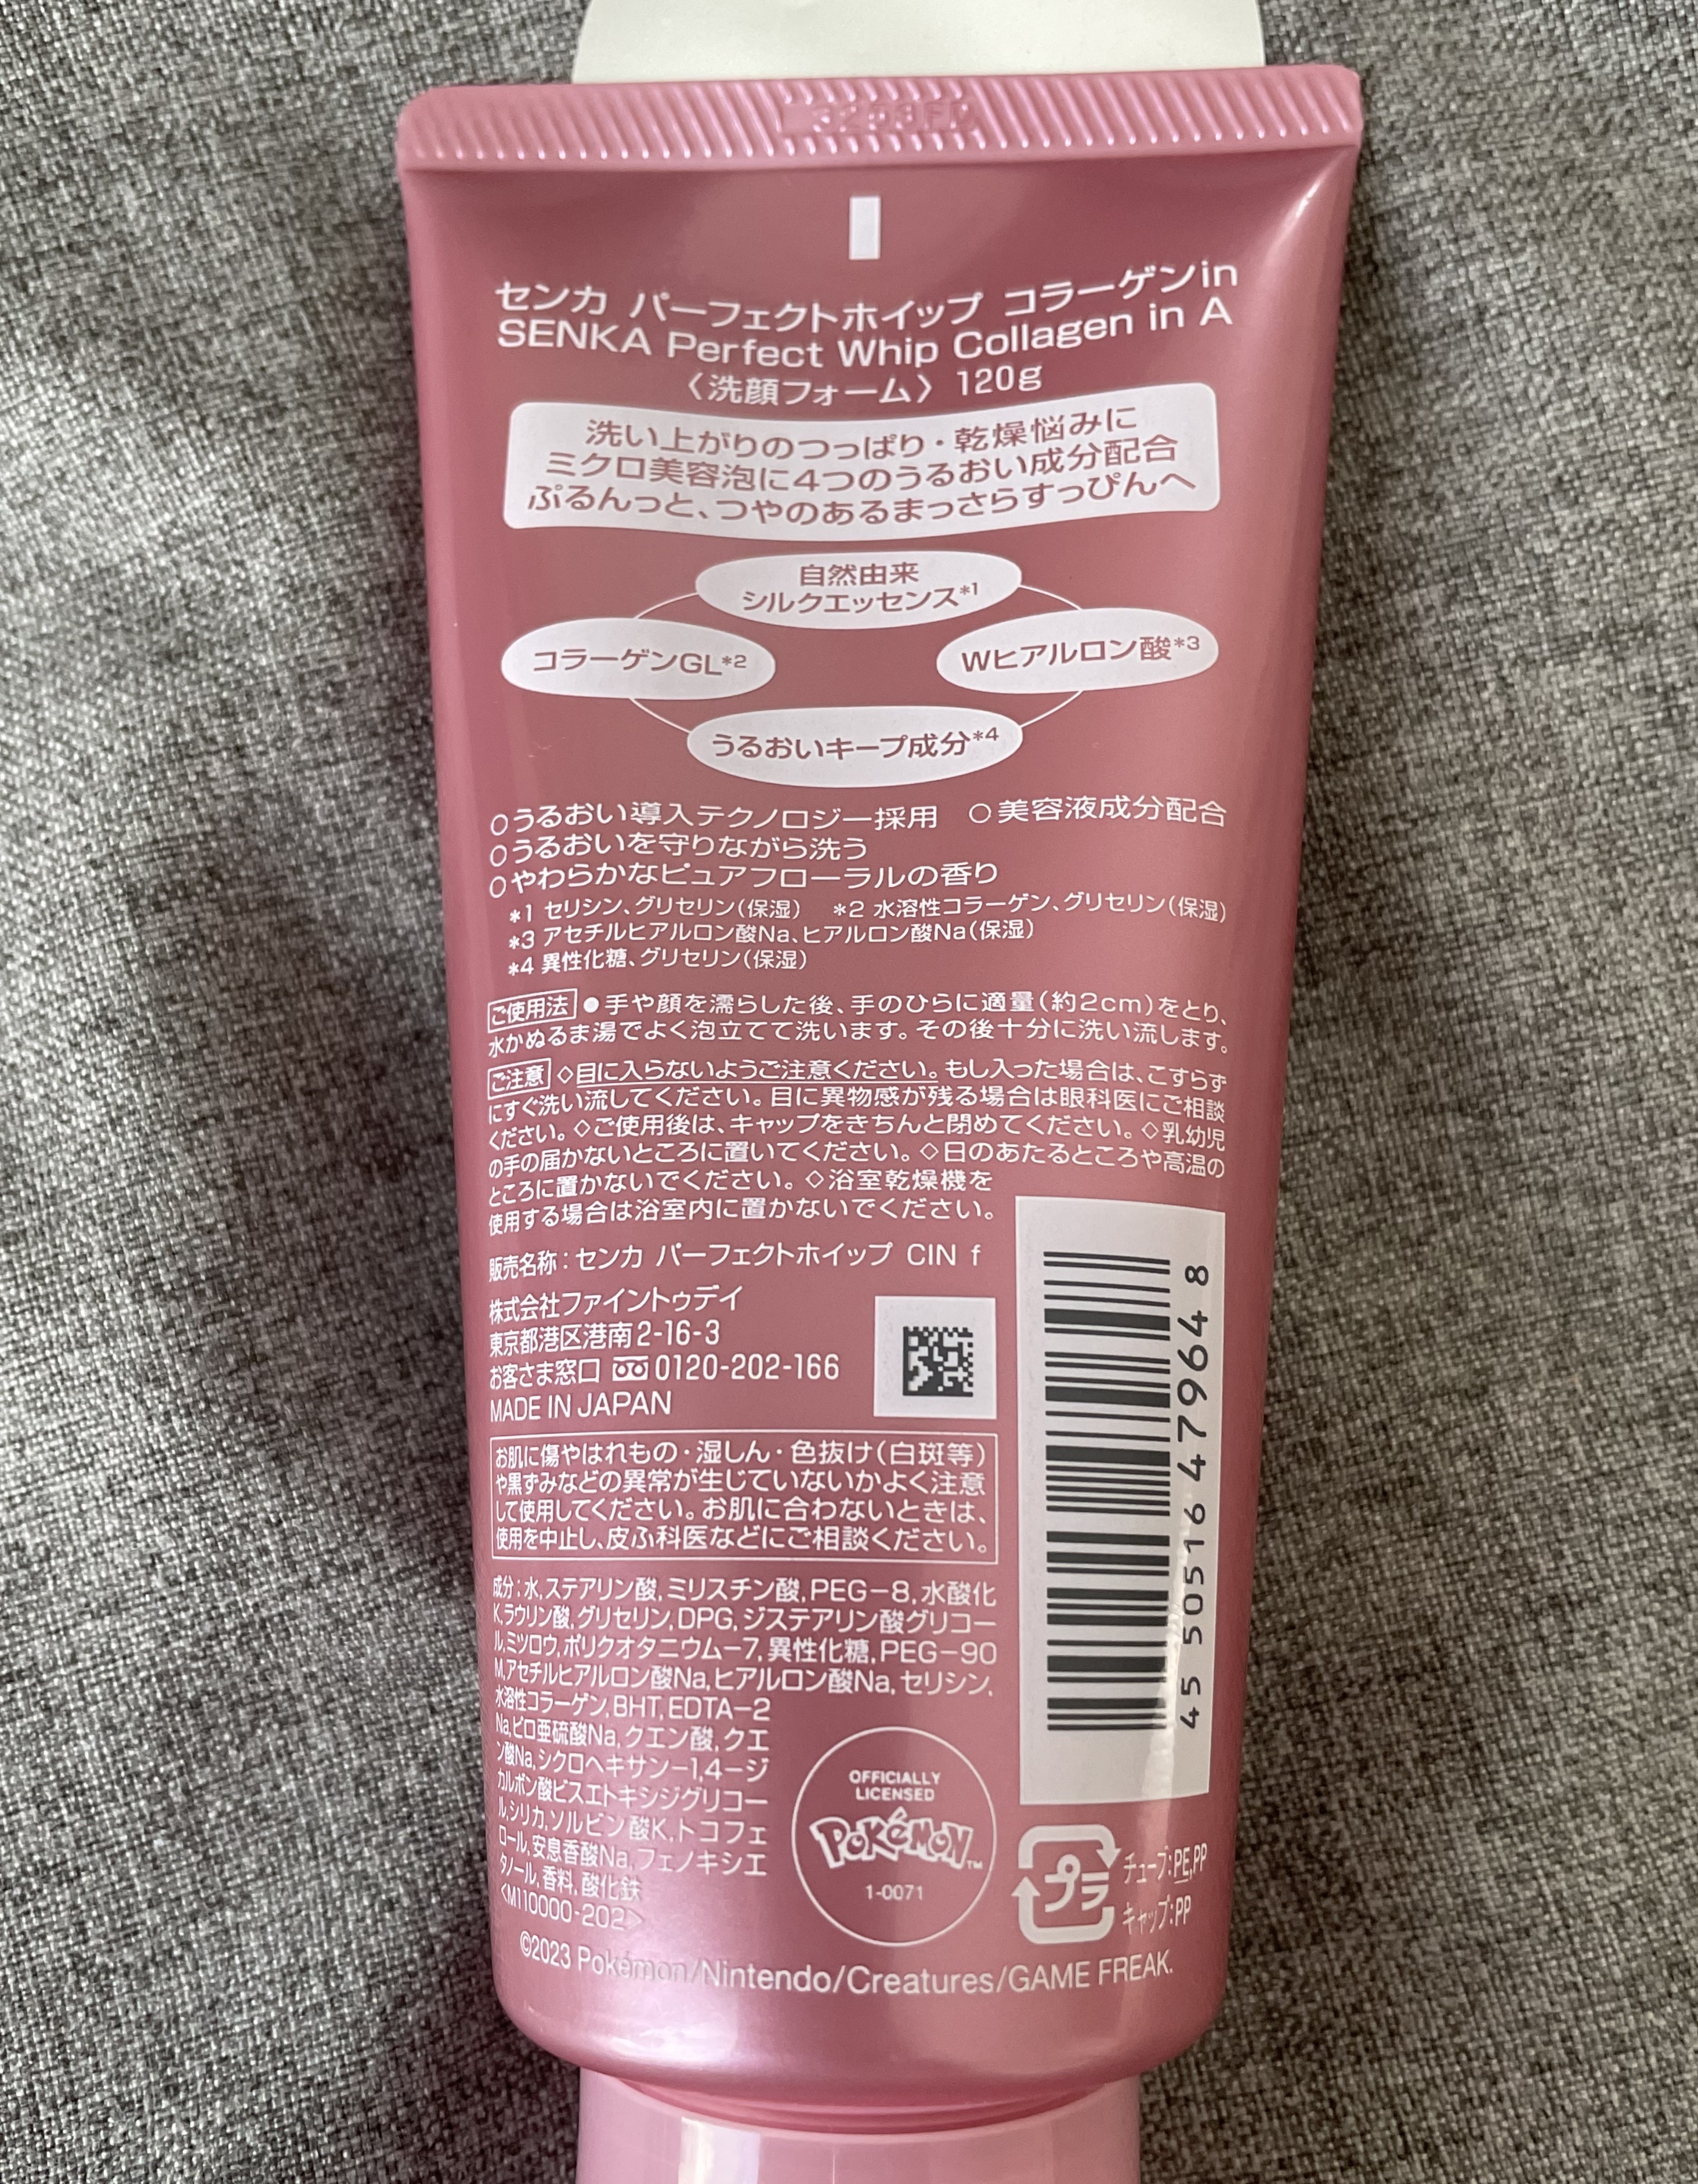 センカ パーフェクトホイップ コラーゲンin
SENKA Perfect Whip Collagen in A
〈洗顔フォーム〉 120g
洗い上がりのつっぱり・乾燥悩みに
ミクロ美容泡に4つのうるおい成分配合
ぷるんっと、つやのあるまっさらすっぴんへ
自然由来
シルクエッセンス*1
コラーゲンGL*2
Wヒアルロン酸*3
うるおいキープ成分*4
○うるおい導入テクノロジー採用 ○美容液成分配合
○うるおいを守りながら洗う
○やわらかなピュアフローラルの香り
*1 セリシン、グリセリン(保湿) *2 水溶性コラーゲン、グリセリン(保湿)
*3 アセチルヒアルロン酸Na、ヒアルロン酸Na(保湿)
*4 異性化糖、グリセリン(保湿)
ご使用法 ●手や顔を濡らした後、手のひらに適量(約2cm)をとり、
水かぬるま湯でよく泡立てて洗います。その後十分に洗い流します。
ご注意 ◇目に入らないようご注意ください。もし入った場合は、こすらず
にすぐ洗い流してください。目に異物感が残る場合は眼科医にご相談
ください。◇ご使用後は、キャップをきちんと閉めてください。◇乳幼児
の手の届かないところに置いてください。◇日のあたるところや高温の
ところに置かないでください。◇浴室乾燥機を
使用する場合は浴室内に置かないでください。
販売名称:センカ パーフェクトホイップ CIN f
株式会社ファイントゥデイ
東京都港区港南2-16-3
お客さま窓口 0120-202-166
MADE IN JAPAN
お肌に傷やはれもの・湿しん・色抜け(白斑等)
や黒ずみなどの異常が生じていないかよく注意
して使用してください。お肌に合わないときは、
使用を中止し、皮ふ科医などにご相談ください。
成分:水,ステアリン酸,ミリスチン酸,PEG-8,水酸化
K,ラウリン酸,グリセリン,DPG,ジステアリン酸グリコー
ル,ミツロウ,ポリクオタニウム-7,異性化糖,PEG-90
M,アセチルヒアルロン酸Na,ヒアルロン酸Na,セリシン,
水溶性コラーゲン,BHT,EDTA-2
Na,ピロ亜硫酸Na,クエン酸,クエ
ン酸Na,シクロヘキサン-1,4-ジ
カルボン酸ビスエトキシジグリコー
ル,シリカ,ソルビン酸K,トコフェ
ロール,安息香酸Na,フェノキシエ
タノール,香料,酸化鉄
<M110000-202>
4550516479648
OFFICIALLY
LICENSED
POKéMON™
1-0071
プラ
チューブ:PE,PP
キャップ:PP
©2023 Pokémon/Nintendo/Creatures/GAME FREAK.